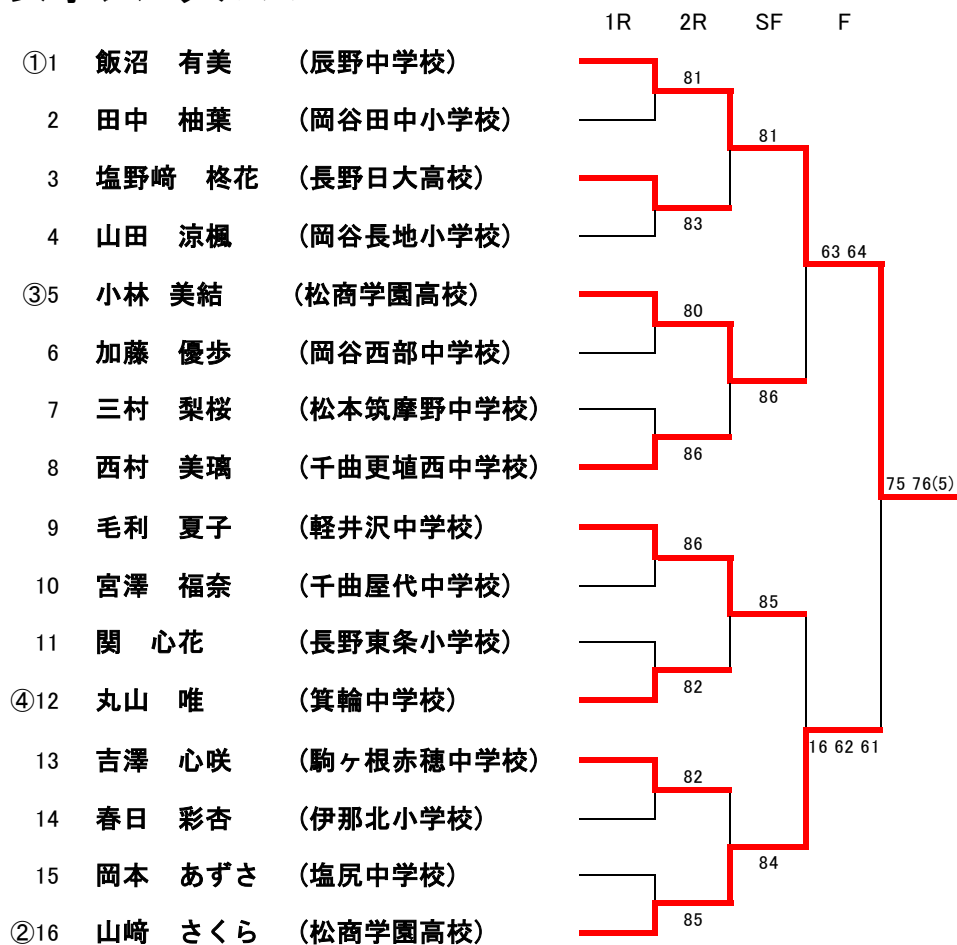 1R 2R SF F
①1 飯沼 有美 (辰野中学校)
81
2 田中 柚葉 (岡谷田中小学校)
81
3 塩野﨑 柊花 (長野日大高校)
83
4 山田 涼楓 (岡谷長地小学校)
63 64
③5 小林 美結 (松商学園高校)
80
6 加藤 優歩 (岡谷西部中学校)
86
7 三村 梨桜 (松本筑摩野中学校)
86
8 西村 美璃 (千曲更埴西中学校)
75 76(5)
9 毛利 夏子 (軽井沢中学校)
86
10 宮澤 福奈 (千曲屋代中学校)
85
11 関 心花 (長野東条小学校)
82
④12 丸山 唯 (箕輪中学校)
16 62 61
13 吉澤 心咲 (駒ヶ根赤穂中学校)
82
14 春日 彩杏 (伊那北小学校)
84
15 岡本 あずさ (塩尻中学校)
85
②16 山﨑 さくら (松商学園高校)